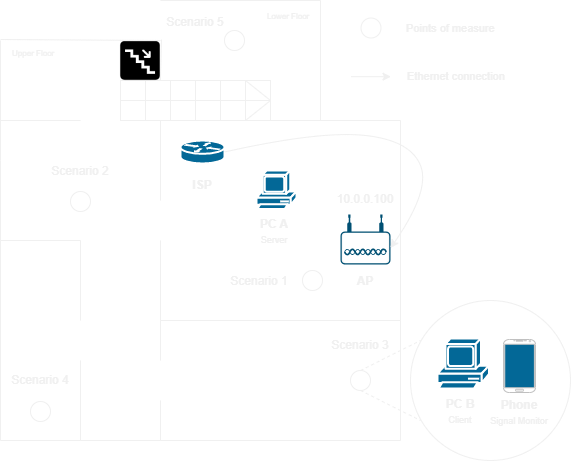 Scenario 5
Lower Floor
Points of measure
Upper Floor
Ethernet connection
Scenario 2
ISP
10.0.0.100
PC A
Server
Scenario 1
AP
Scenario 3
Scenario 4
PC B
Client
Phone
Signal Monitor